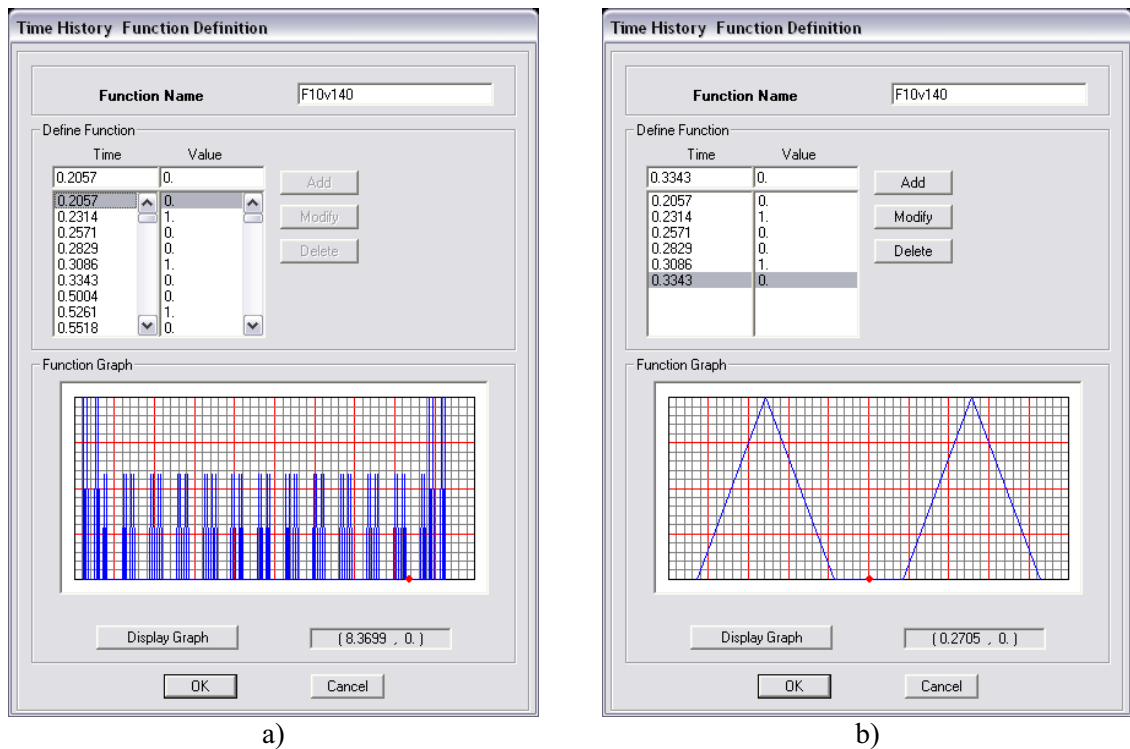 Time History Function Definition
Function Name F10v140
Define Function
Time Value
0.2057 0. Add
0.2057 0.
0.2314 1. Modify
0.2571 0.
0.2829 0. Delete
0.3086 1.
0.3343 0.
0.5004 0.
0.5261 1.
0.5518 0.
Function Graph
Display Graph ( 8.3699 , 0. )
OK Cancel
a)
Time History Function Definition
Function Name F10v140
Define Function
Time Value
0.3343 0. Add
0.2057 0.
0.2314 1. Modify
0.2571 0.
0.2829 0. Delete
0.3086 1.
0.3343 0.
Function Graph
Display Graph ( 0.2705 , 0. )
OK Cancel
b)